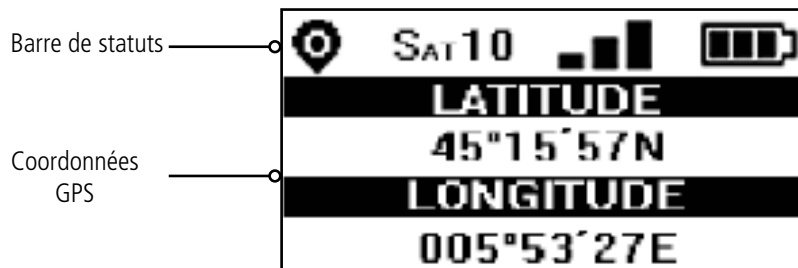 Barre de statuts
SAT10
LATITUDE
45°15´57N
Coordonnées
GPS
LONGITUDE
005°53´27E